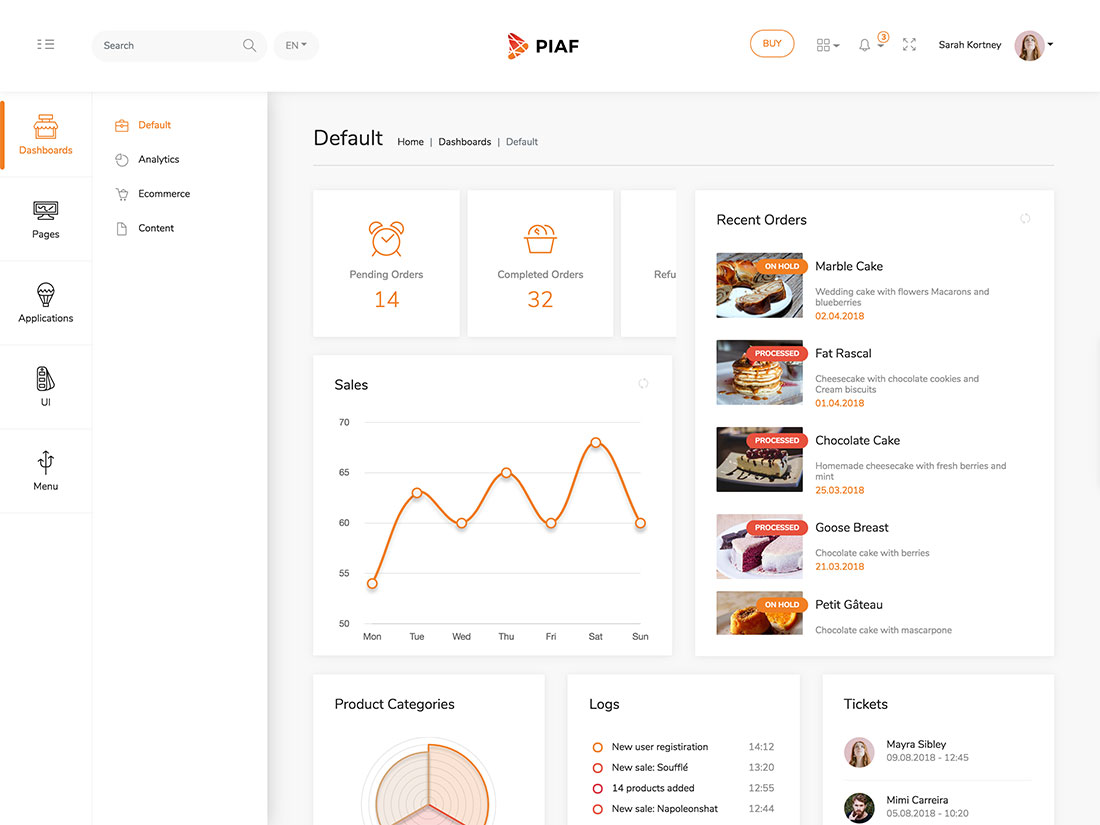 Search
EN
PIAF
BUY
3
Sarah Kortney
Dashboards
Pages
Applications
UI
Menu
Default
Analytics
Ecommerce
Content
Default
Home | Dashboards | Default
Pending Orders
14
Completed Orders
32
Refu
Sales
70
65
60
55
50
Mon Tue Wed Thu Fri Sat Sun
Recent Orders
ON HOLD
Marble Cake
Wedding cake with flowers Macarons and
blueberries
02.04.2018
PROCESSED
Fat Rascal
Cheesecake with chocolate cookies and
Cream biscuits
01.04.2018
PROCESSED
Chocolate Cake
Homemade cheesecake with fresh berries and
mint
25.03.2018
PROCESSED
Goose Breast
Chocolate cake with berries
21.03.2018
ON HOLD
Petit Gâteau
Chocolate cake with mascarpone
Product Categories
Logs
New user registiration 14:12
New sale: Soufflé 13:20
14 products added 12:55
New sale: Napoleonshat 12:44
Tickets
Mayra Sibley
09.08.2018 - 12:45
Mimi Carreira
05.08.2018 - 10:20